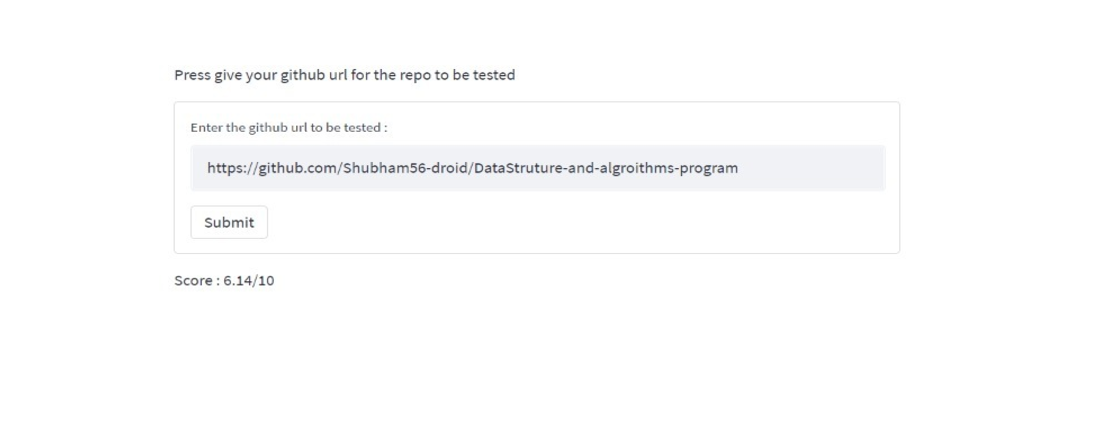 Press give your github url for the repo to be tested
Enter the github url to be tested :
https://github.com/Shubham56-droid/DataStruture-and-algroithms-program
Submit
Score : 6.14/10